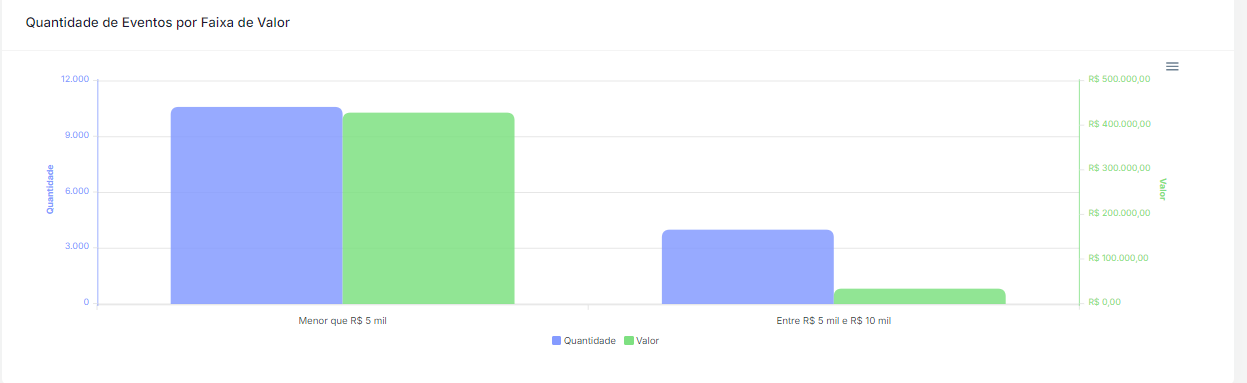 Quantidade de Eventos por Faixa de Valor
12.000
9.000
6.000
3.000
0
Quantidade
R$ 500.000,00
R$ 400.000,00
R$ 300.000,00
R$ 200.000,00
R$ 100.000,00
R$ 0,00
Valor
Menor que R$ 5 mil
Entre R$ 5 mil e R$ 10 mil
Quantidade Valor